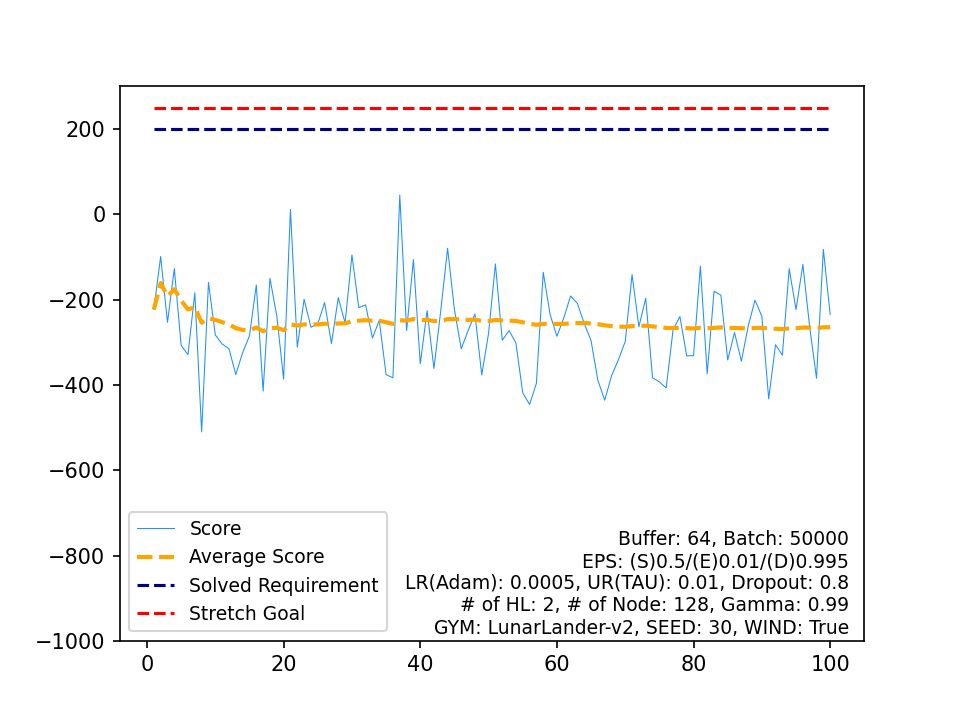 200
0
−200
−400
−600
−800
−1000
0
20
40
60
80
100
Score
Average Score
Solved Requirement
Stretch Goal
Buffer: 64, Batch: 50000
EPS: (S)0.5/(E)0.01/(D)0.995
LR(Adam): 0.0005, UR(TAU): 0.01, Dropout: 0.8
# of HL: 2, # of Node: 128, Gamma: 0.99
GYM: LunarLander-v2, SEED: 30, WIND: True